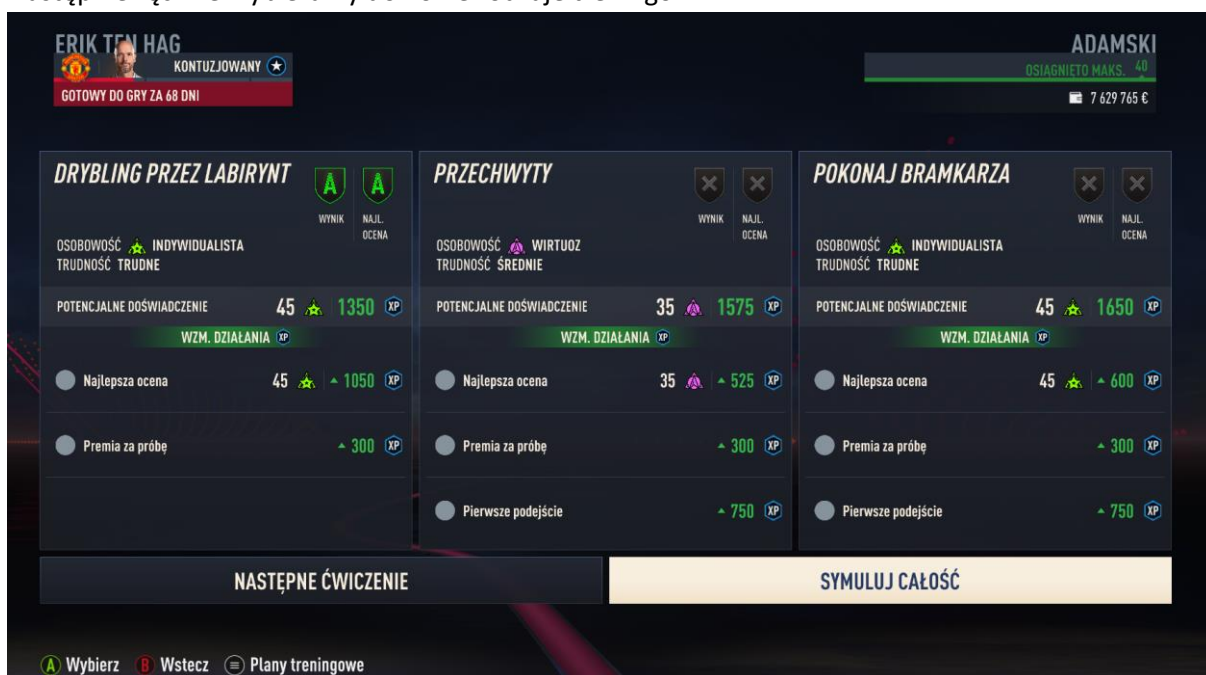 ERIK TEN HAG
KONTUZJOWANY
GOTOWY DO GRY ZA 68 DNI
ADAMSKI
OSIĄGNIĘTO MAKS. 40
7 629 765 €
DRYBLING PRZEZ LABIRYNT
A A
WYNIK NAJL. OCENA
OSOBOWOŚĆ INDYWIDUALISTA
TRUDNOŚĆ TRUDNE
POTENCJALNE DOŚWIADCZENIE 45 1350 XP
WZM. DZIAŁANIA XP
Najlepsza ocena 45 1050 XP
Premia za próbę 300 XP
PRZECHWYTY
WYNIK NAJL. OCENA
OSOBOWOŚĆ WIRTUOZ
TRUDNOŚĆ ŚREDNIE
POTENCJALNE DOŚWIADCZENIE 35 1575 XP
WZM. DZIAŁANIA XP
Najlepsza ocena 35 525 XP
Premia za próbę 300 XP
Pierwsze podejście 750 XP
POKONAJ BRAMKARZA
WYNIK NAJL. OCENA
OSOBOWOŚĆ INDYWIDUALISTA
TRUDNOŚĆ TRUDNE
POTENCJALNE DOŚWIADCZENIE 45 1650 XP
WZM. DZIAŁANIA XP
Najlepsza ocena 45 600 XP
Premia za próbę 300 XP
Pierwsze podejście 750 XP
NASTĘPNE ĆWICZENIE
SYMULUJ CAŁOŚĆ
A Wybierz B Wstecz Plany treningowe